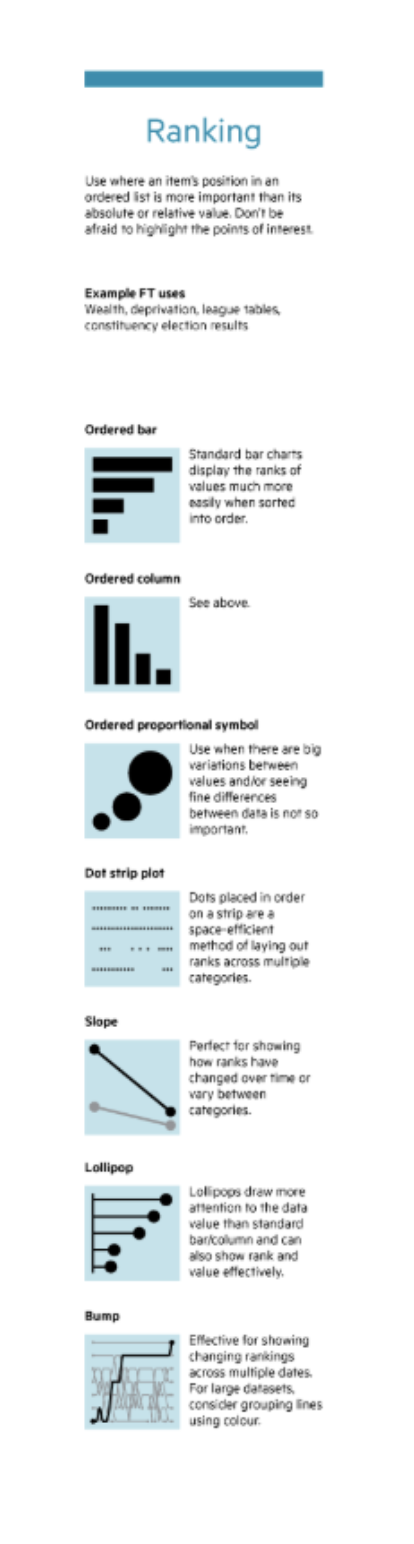 Ranking
Use where an item's position in an
ordered list is more important than its
absolute or relative value. Don't be
afraid to highlight the points of interest.
Example FT uses
Wealth, deprivation, league tables,
constituency election results
Ordered bar
Standard bar charts
display the ranks of
values much more
easily when sorted
into order.
Ordered column
See above.
Ordered proportional symbol
Use when there are big
variations between
values and/or seeing
fine differences
between data is not so
important.
Dot strip plot
Dots placed in order
on a strip are a
space-efficient
method of laying out
ranks across multiple
categories.
Slope
Perfect for showing
how ranks have
changed over time or
vary between
categories.
Lollipop
Lollipops draw more
attention to the data
value than standard
bar/column and can
also show rank and
value effectively.
Bump
Effective for showing
changing rankings
across multiple dates.
For large datasets,
consider grouping lines
using colour.